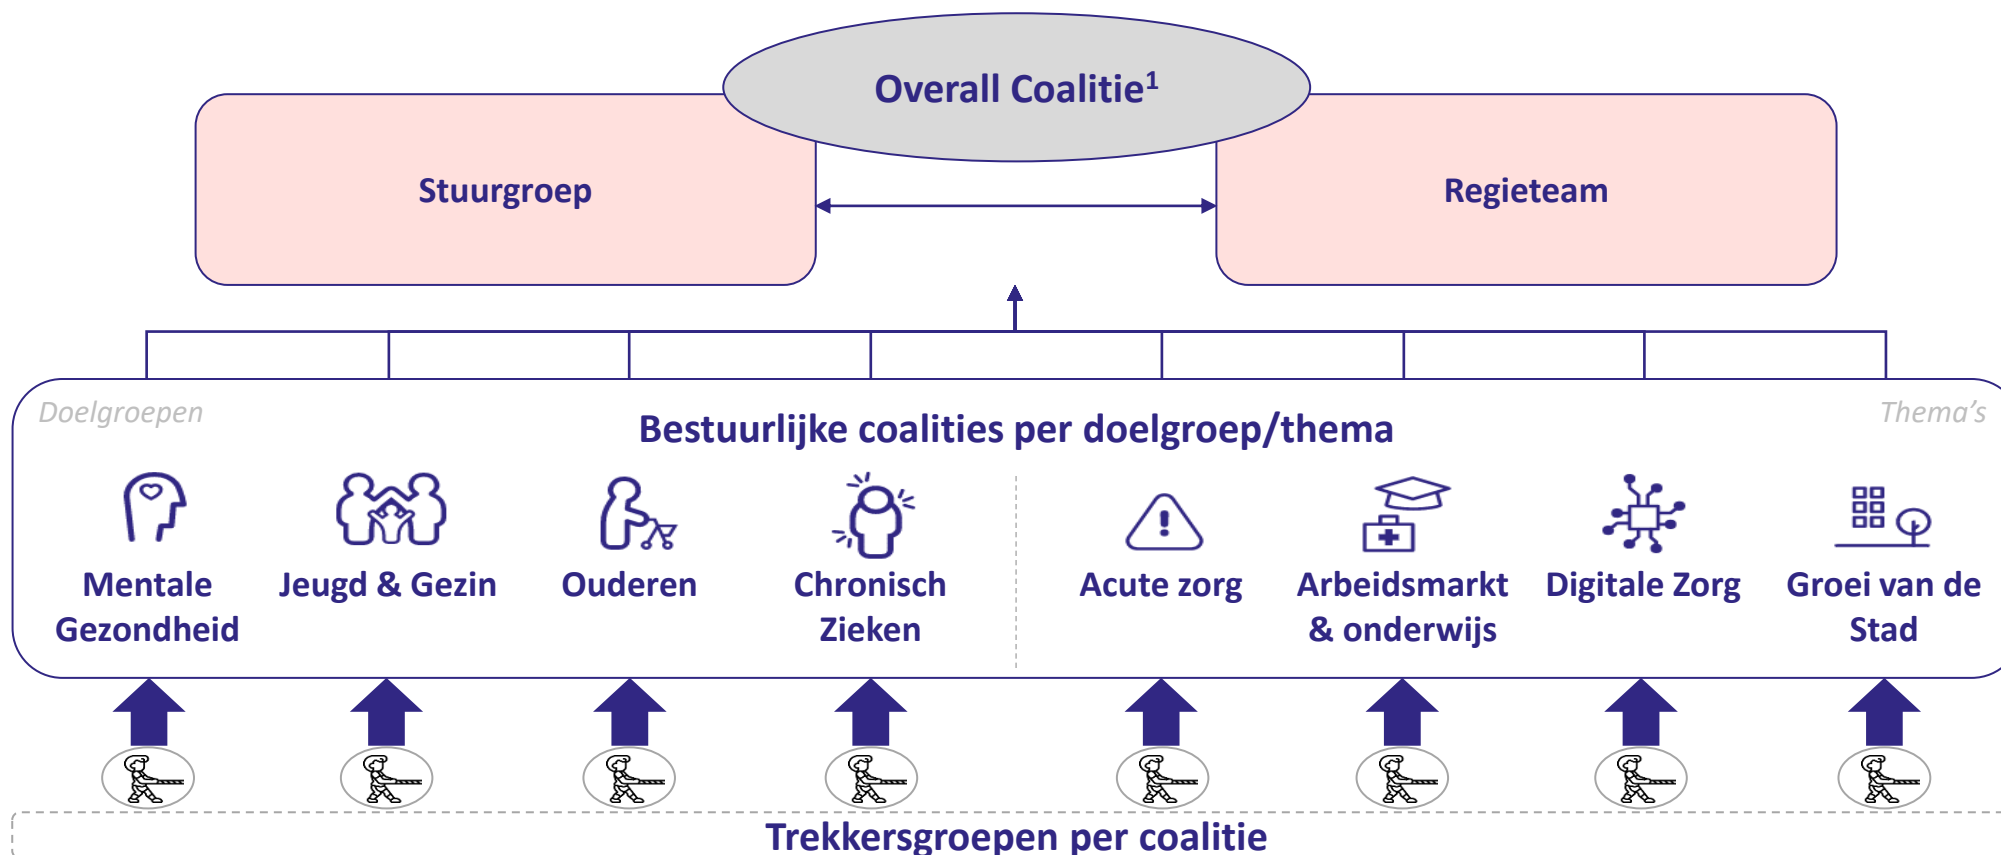 Overall Coalitie¹
Stuurgroep
Regieteam
Doelgroepen
Thema's
Bestuurlijke coalities per doelgroep/thema
Mentale
Gezondheid
Jeugd & Gezin
Ouderen
Chronisch
Zieken
Acute zorg
Arbeidsmarkt
& onderwijs
Digitale Zorg
Groei van de
Stad
Trekkersgroepen per coalitie